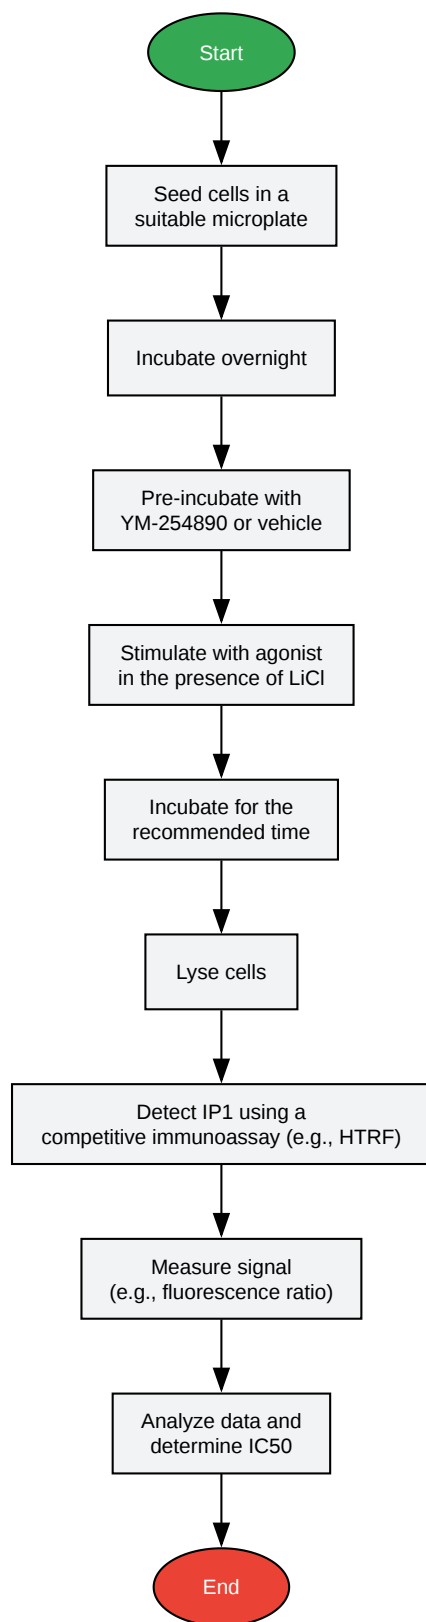 Start
Seed cells in a
suitable microplate
Incubate overnight
Pre-incubate with
YM-254890 or vehicle
Stimulate with agonist
in the presence of LiCl
Incubate for the
recommended time
Lyse cells
Detect IP1 using a
competitive immunoassay (e.g., HTRF)
Measure signal
(e.g., fluorescence ratio)
Analyze data and
determine IC50
End